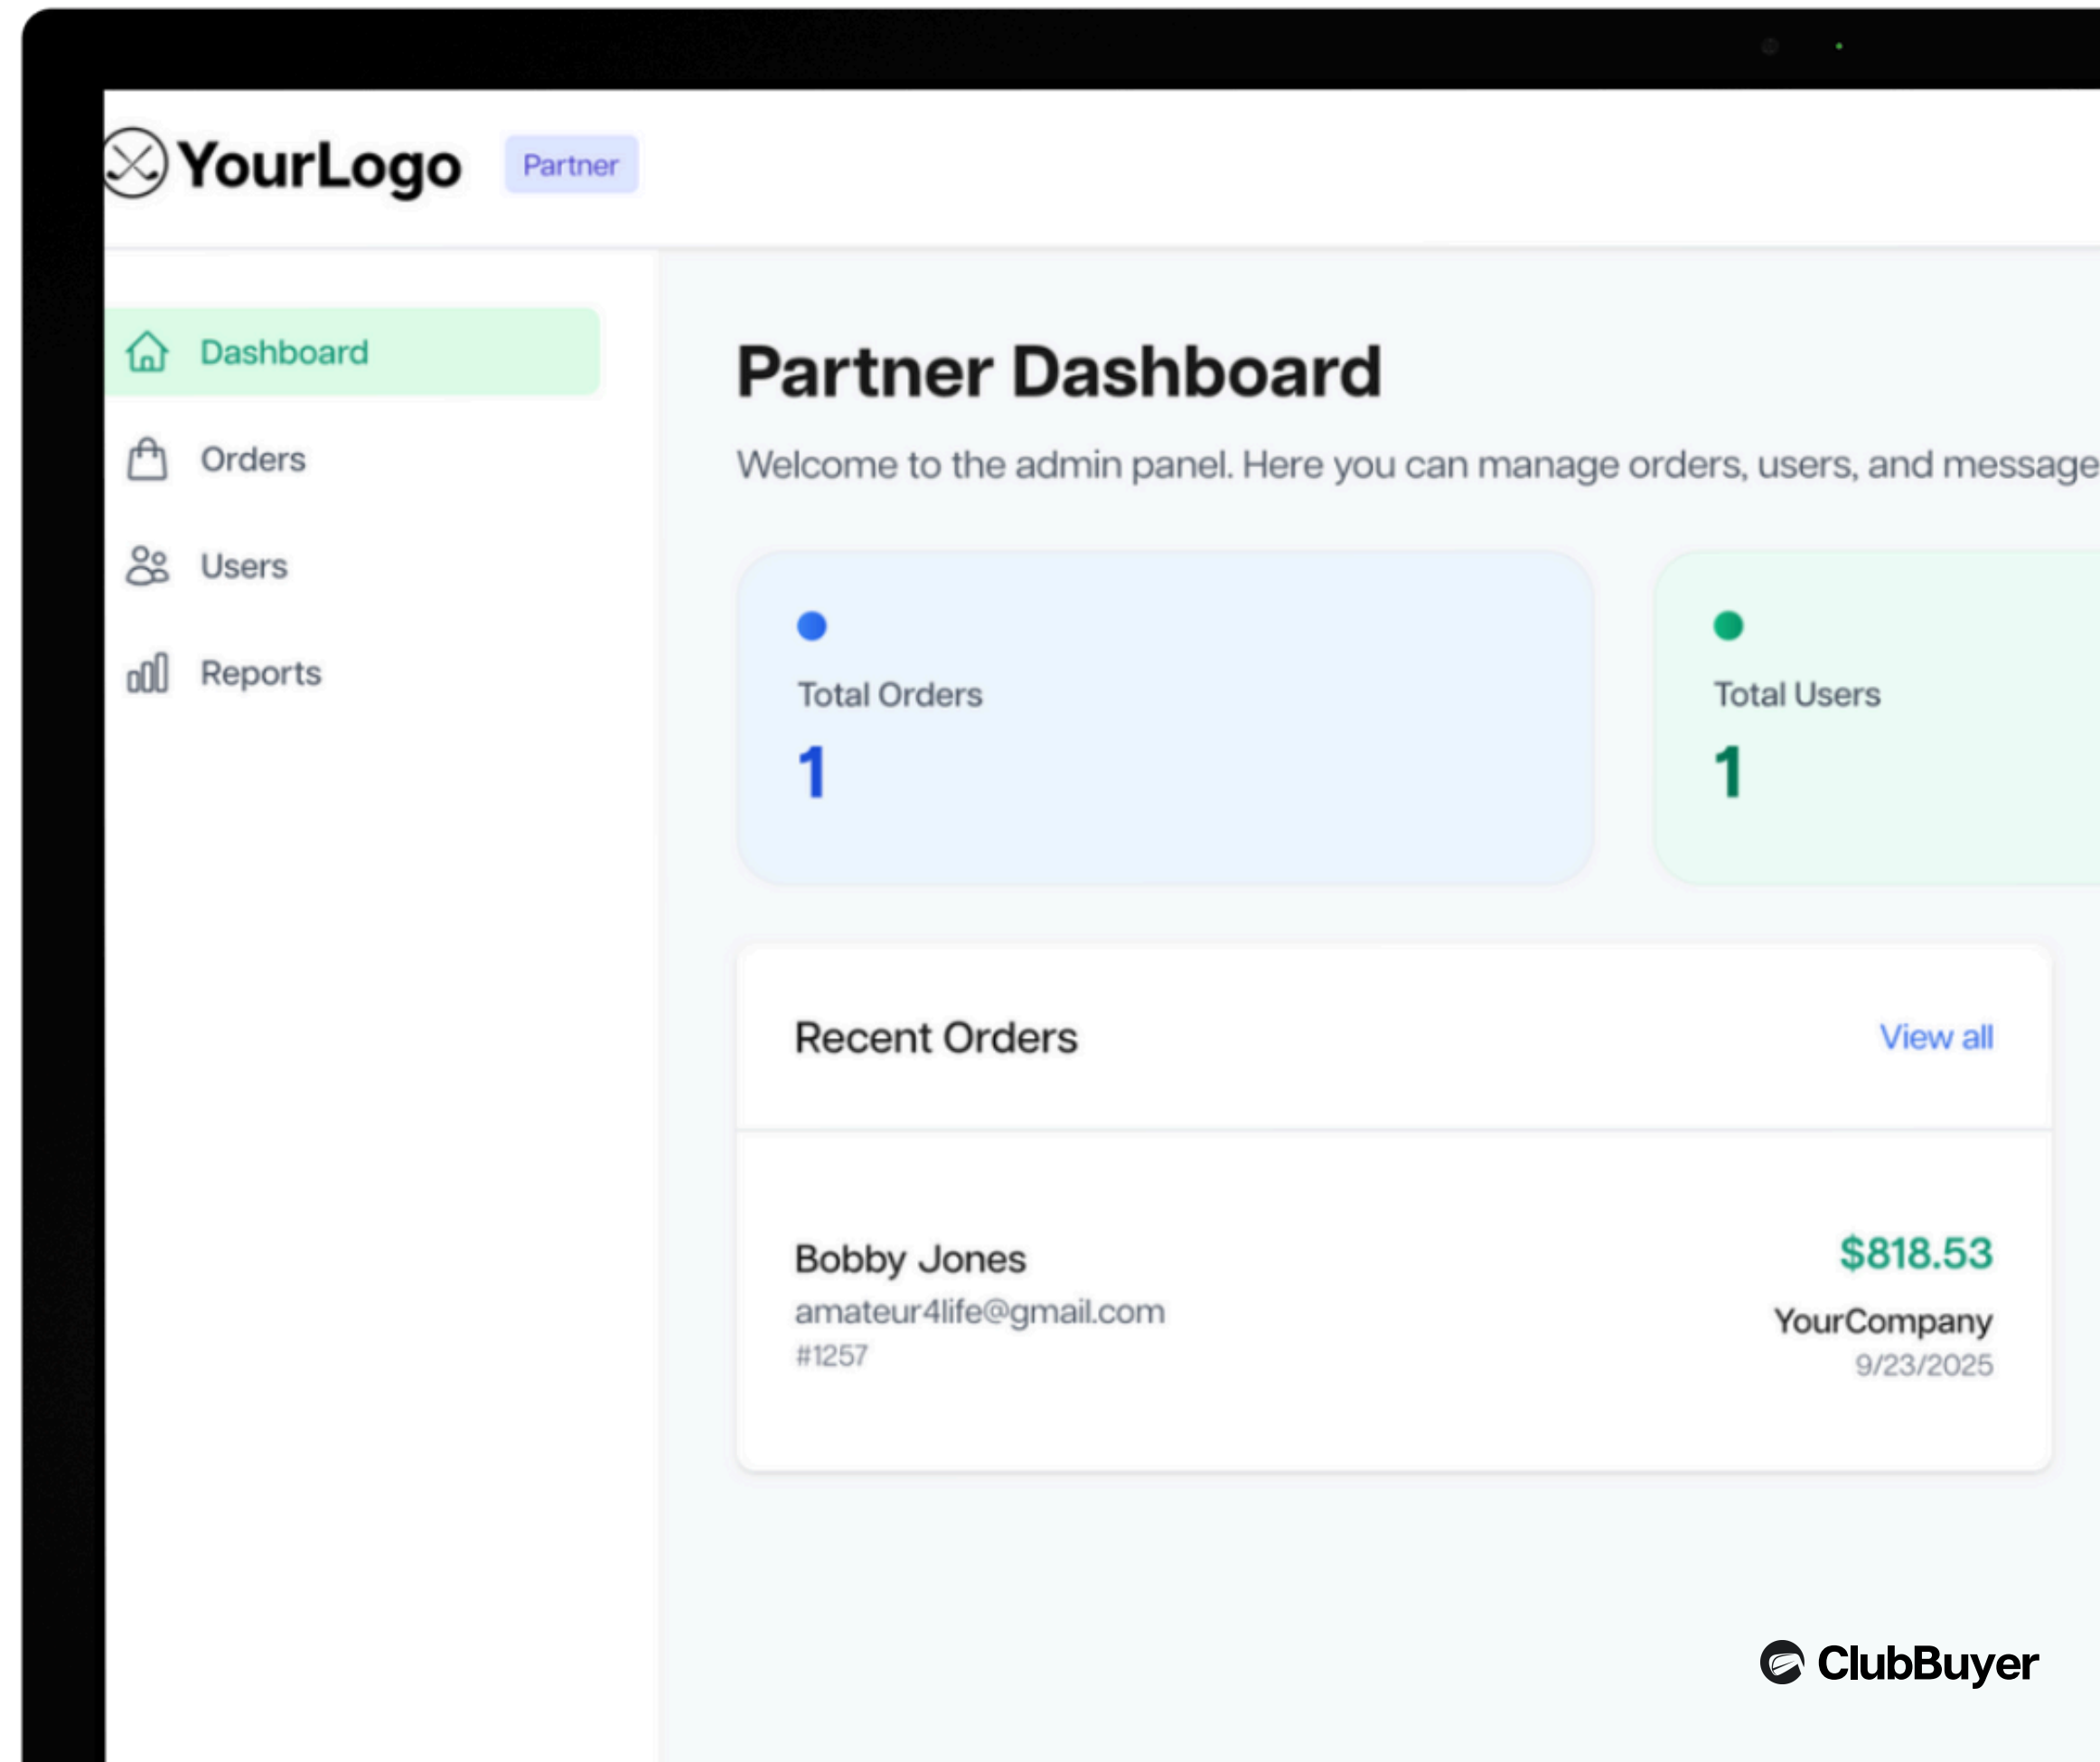 YourLogo
Partner
Dashboard
Orders
Users
Reports
Partner Dashboard
Welcome to the admin panel. Here you can manage orders, users, and message
Total Orders
1
Total Users
1
Recent Orders
View all
Bobby Jones
amateur4life@gmail.com
#1257
$818.53
YourCompany
9/23/2025
ClubBuyer